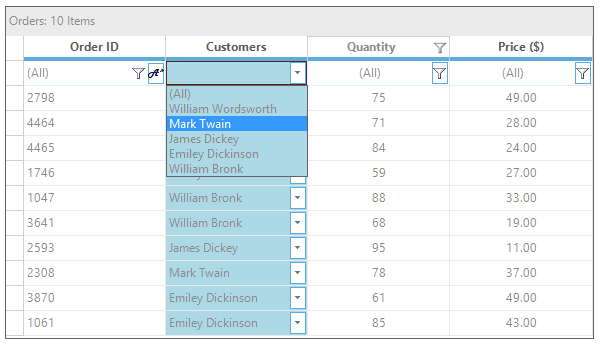 Orders: 10 Items
Order ID Customers Quantity Price ($)
(All) (All) (All)
2798 (All) 75 49.00
William Wordsworth
4464 Mark Twain 71 28.00
4465 James Dickey 84 24.00
Emiley Dickinson
1746 William Bronk 59 27.00
1047 William Bronk 88 33.00
3641 William Bronk 68 19.00
2593 James Dickey 95 11.00
2308 Mark Twain 78 37.00
3870 Emiley Dickinson 61 49.00
1061 Emiley Dickinson 85 43.00